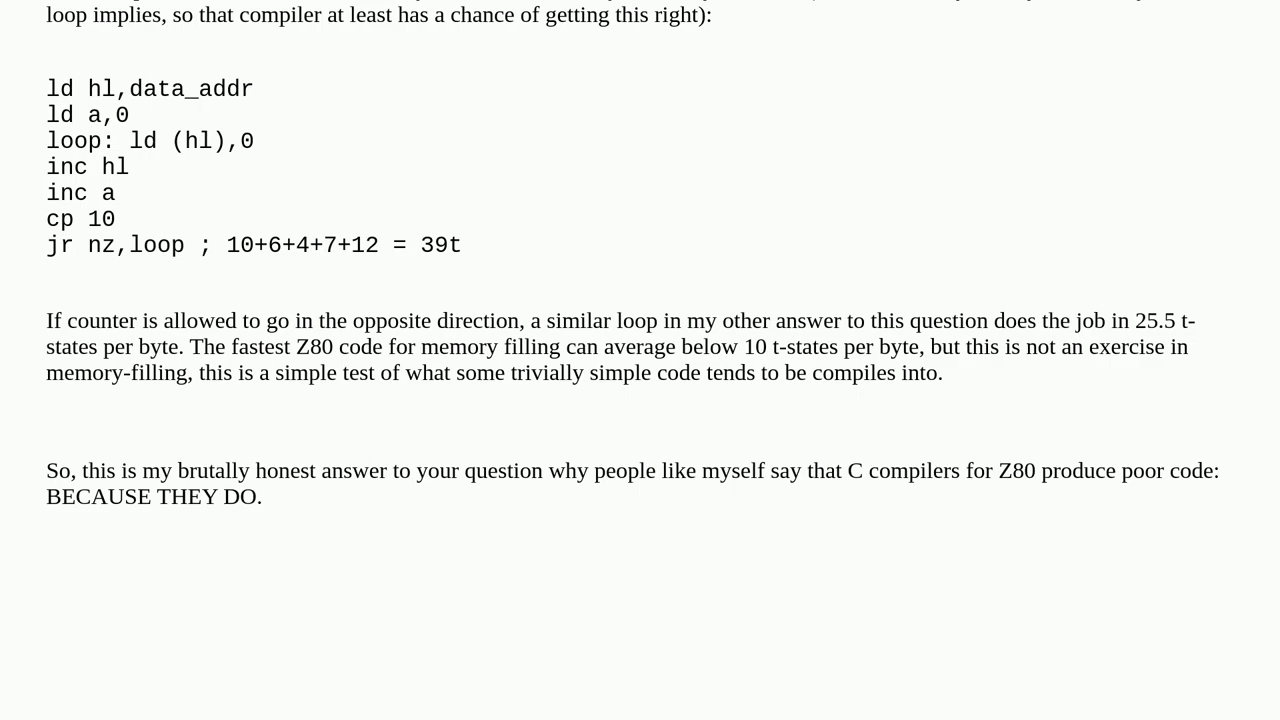 loop implies, so that compiler at least has a chance of getting this right):
ld hl,data_addr
ld a,0
loop: ld (hl),0
inc hl
inc a
cp 10
jr nz,loop ; 10+6+4+7+12 = 39t
If counter is allowed to go in the opposite direction, a similar loop in my other answer to this question does the job in 25.5 t-
states per byte. The fastest Z80 code for memory filling can average below 10 t-states per byte, but this is not an exercise in
memory-filling, this is a simple test of what some trivially simple code tends to be compiles into.
So, this is my brutally honest answer to your question why people like myself say that C compilers for Z80 produce poor code:
BECAUSE THEY DO.